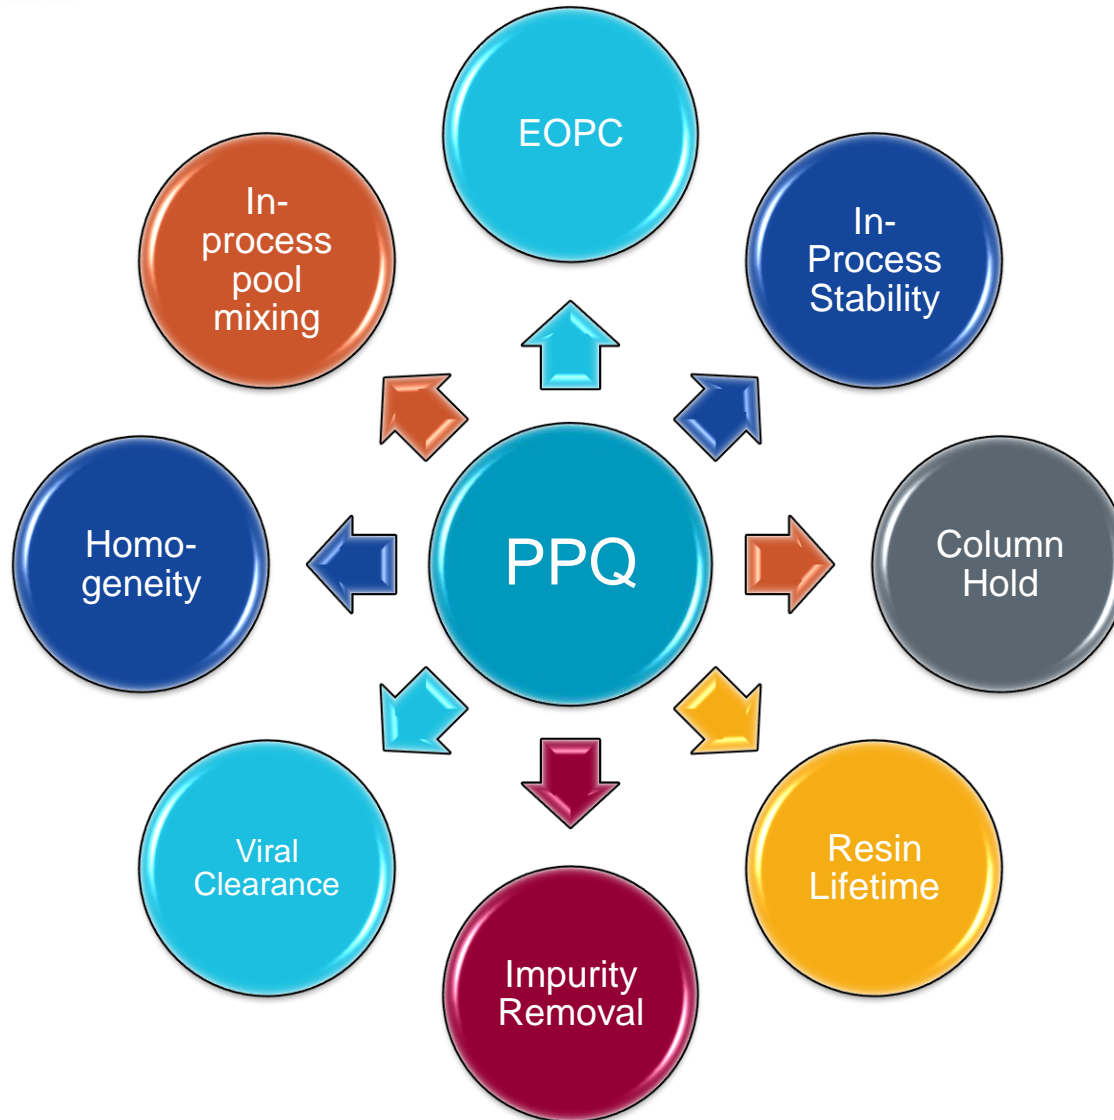 EOPC
In-
process
pool
mixing
In-
Process
Stability
Homo-
geneity
PPQ
Column
Hold
Viral
Clearance
Resin
Lifetime
Impurity
Removal